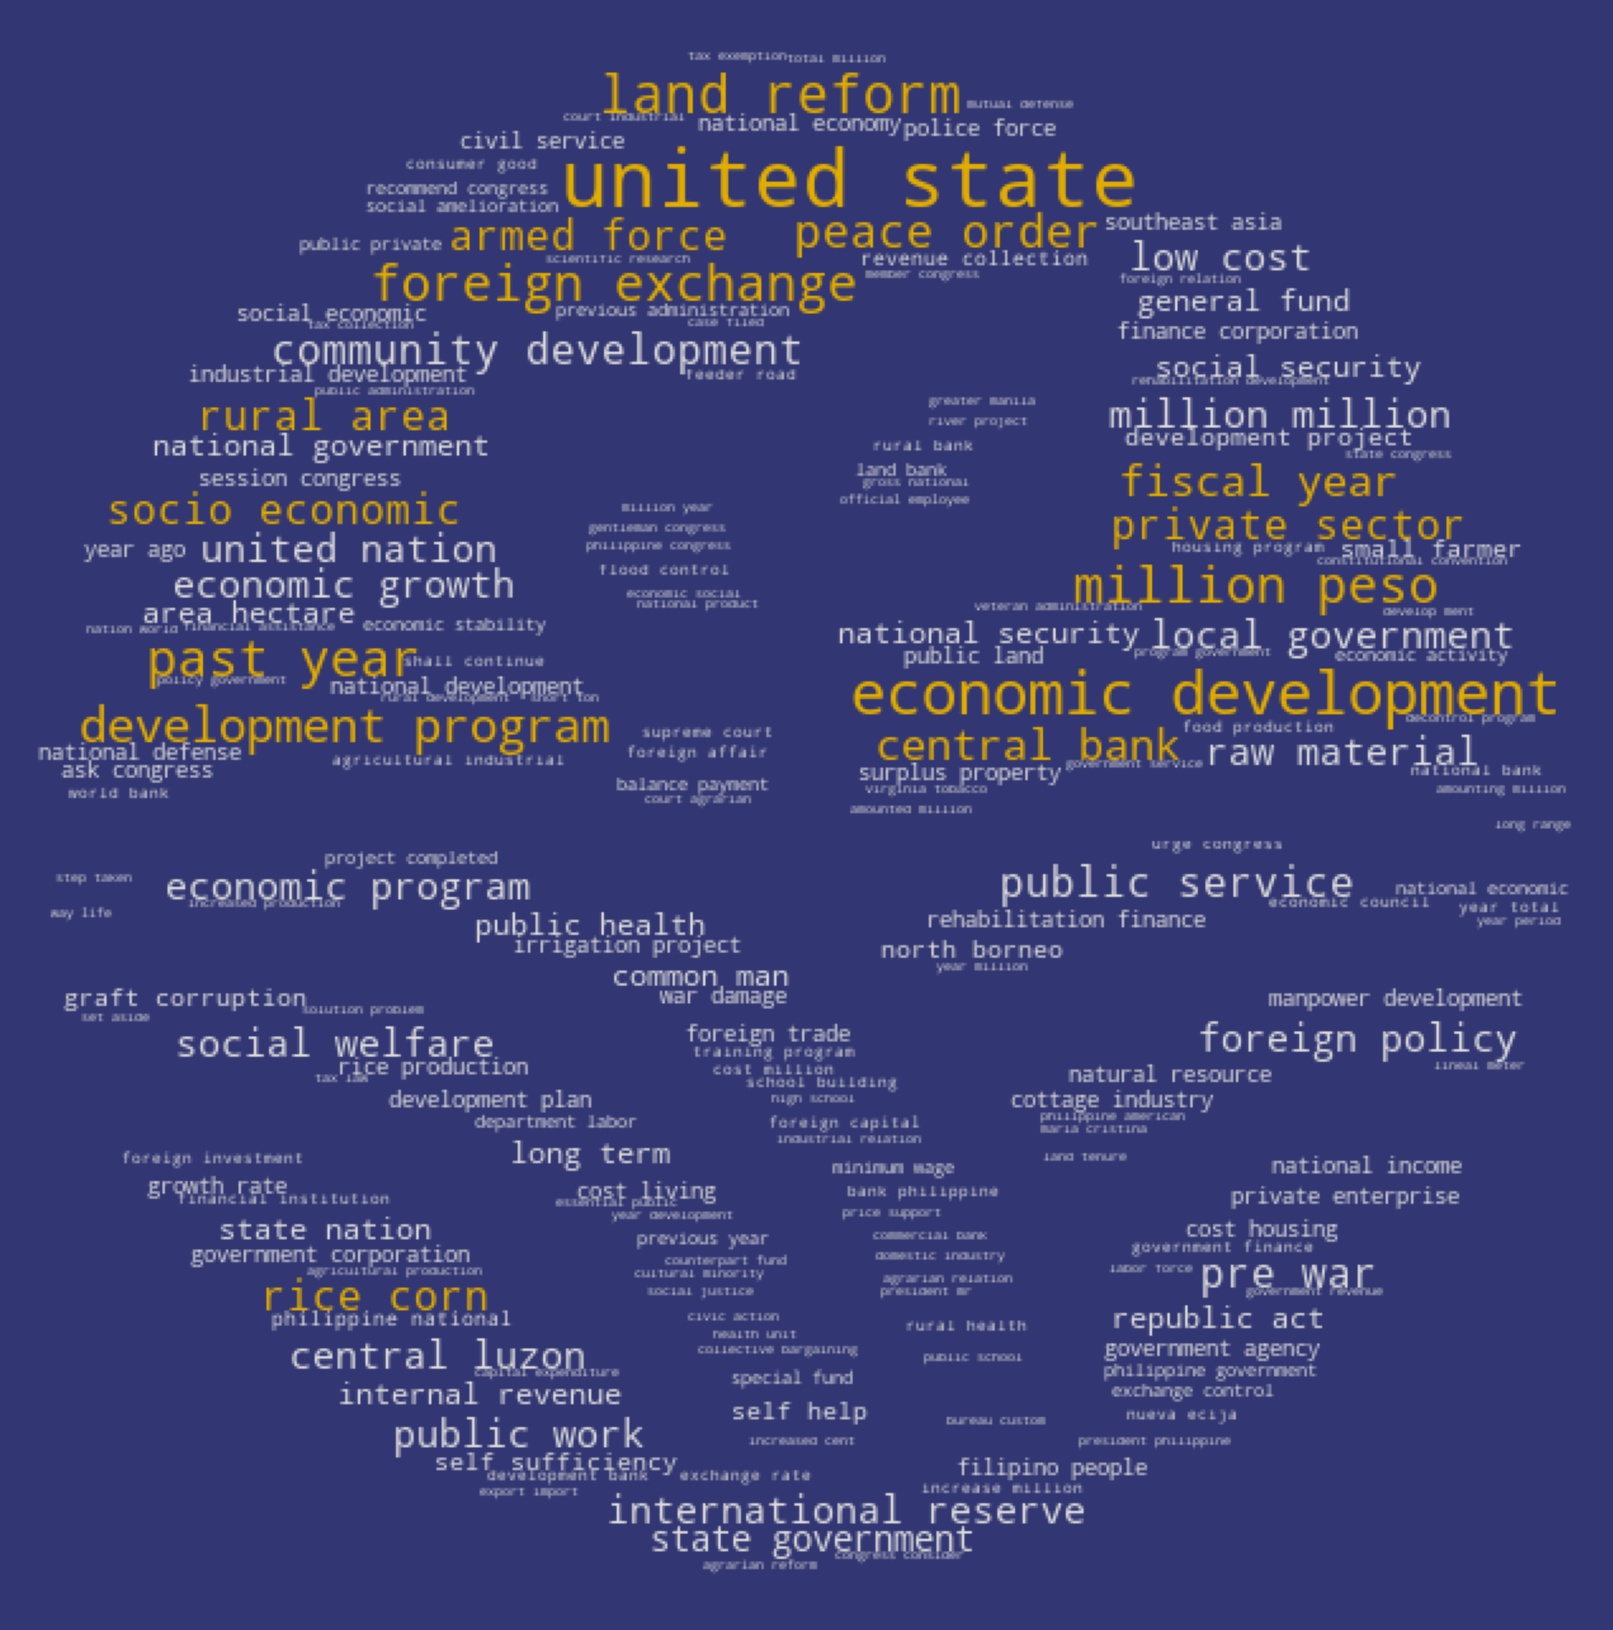 tax exemption
total million
land reform
mutual defense
court industrial
national economy
police force
civil service
consumer good
united state
recommend congress
social amelioration
armed force
peace order
southeast asia
public private
scientific research
revenue collection
low cost
foreign exchange
member congress
foreign relation
general fund
social economic
previous administration
tax collection
case filed
finance corporation
community development
industrial development
feeder road
social security
public administration
rehabilitation development
rural area
greater manila
million million
river project
national government
rural bank
development project
state congress
session congress
land bank
gross national
fiscal year
socio economic
million year
official employee
gentleman congress
private sector
year ago
united nation
philippine congress
housing program
small farmer
constitutional convention
flood control
economic growth
million peso
economic social
national product
area hectare
veteran administration
develop ment
nation world
financial assistance
economic stability
national security
local government
past year
shall continue
public land
program government
economic activity
policy government
national development
rural development
short ton
economic development
development program
supreme court
food production
decontrol program
national defense
foreign affair
central bank
raw material
agricultural industrial
ask congress
surplus property
government service
national bank
world bank
balance payment
court agrarian
virginia tobacco
amounting million
amounted million
long range
urge congress
project completed
step taken
economic program
public service
national economic
increased production
economic council
year total
way life
public health
rehabilitation finance
year period
irrigation project
north borneo
year million
common man
graft corruption
war damage
manpower development
set aside
solution problem
social welfare
foreign trade
foreign policy
training program
rice production
cost million
lineal meter
tax law
school building
natural resource
development plan
high school
cottage industry
department labor
foreign capital
philippine american
industrial relation
maria cristina
foreign investment
long term
minimum wage
land tenure
national income
growth rate
financial institution
cost living
essential public
bank philippine
private enterprise
year development
price support
state nation
previous year
commercial bank
cost housing
government corporation
counterpart fund
domestic industry
government finance
agricultural production
cultural minority
agrarian relation
labor force
pre war
rice corn
social justice
president mr
government revenue
philippine national
civic action
rural health
republic act
health unit
central luzon
collective bargaining
public school
government agency
capital expenditure
special fund
philippine government
internal revenue
self help
exchange control
public work
bureau custom
nueva ecija
increased cent
president philippine
self sufficiency
development bank
exchange rate
filipino people
export import
increase million
international reserve
state government
congress consider
agrarian reform